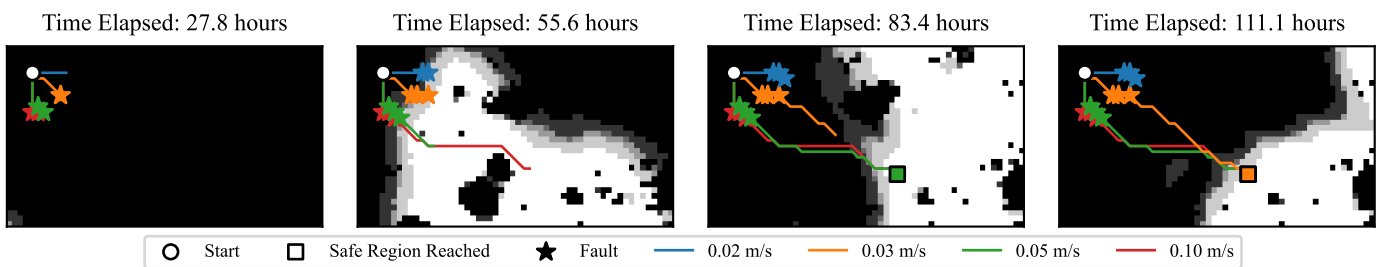 Time Elapsed: 27.8 hours
Time Elapsed: 55.6 hours
Time Elapsed: 83.4 hours
Time Elapsed: 111.1 hours
Start
Safe Region Reached
Fault
0.02 m/s
0.03 m/s
0.05 m/s
0.10 m/s